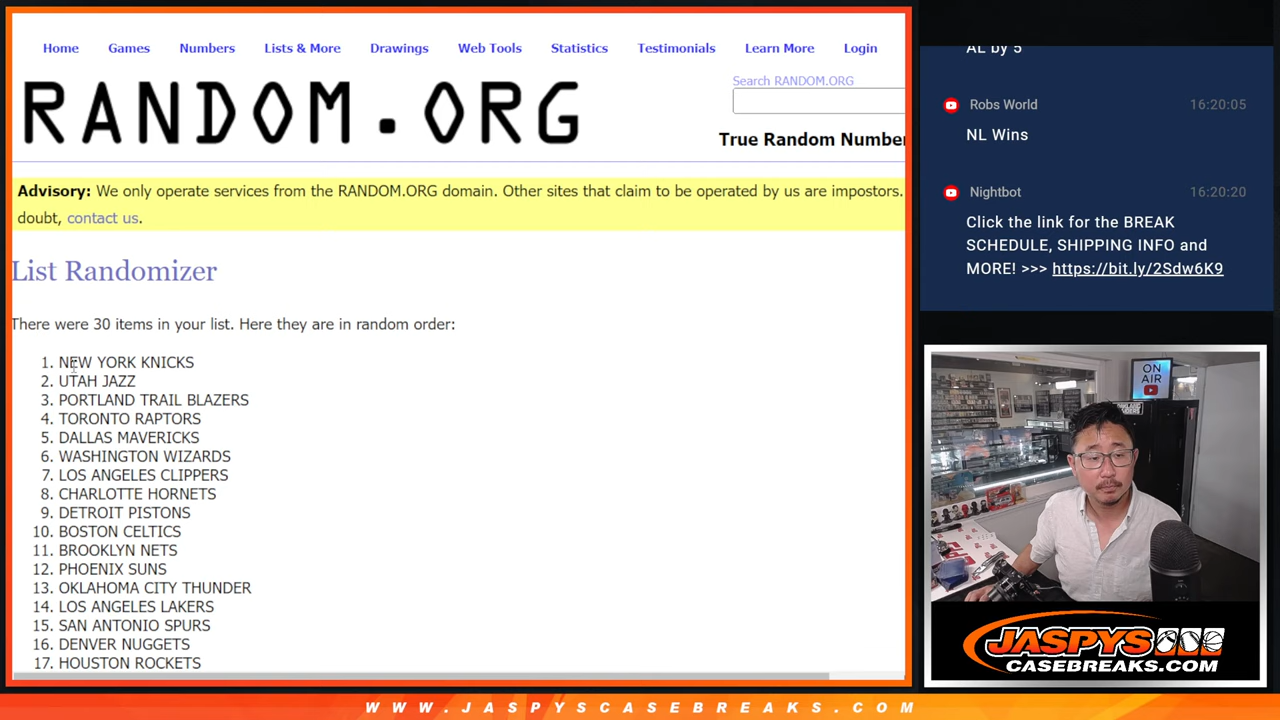 Home Games Numbers Lists & More Drawings Web Tools Statistics Testimonials Learn More Login
RANDOM.ORG
Search RANDOM.ORG
True Random Number
Advisory: We only operate services from the RANDOM.ORG domain. Other sites that claim to be operated by us are impostors.
doubt, contact us.
List Randomizer
There were 30 items in your list. Here they are in random order:
1. NEW YORK KNICKS
2. UTAH JAZZ
3. PORTLAND TRAIL BLAZERS
4. TORONTO RAPTORS
5. DALLAS MAVERICKS
6. WASHINGTON WIZARDS
7. LOS ANGELES CLIPPERS
8. CHARLOTTE HORNETS
9. DETROIT PISTONS
10. BOSTON CELTICS
11. BROOKLYN NETS
12. PHOENIX SUNS
13. OKLAHOMA CITY THUNDER
14. LOS ANGELES LAKERS
15. SAN ANTONIO SPURS
16. DENVER NUGGETS
17. HOUSTON ROCKETS
AL by 5
Robs World 16:20:05
NL Wins
Nightbot 16:20:20
Click the link for the BREAK
SCHEDULE, SHIPPING INFO and
MORE! >>> https://bit.ly/2Sdw6K9
ON
AIR
JASPYS
CASEBREAKS.COM
WWW.JASPYSCASEBREAKS.COM